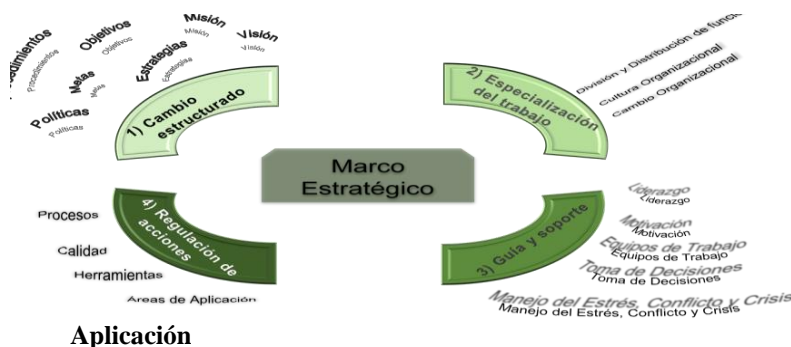 Misión
Misión
Visión
Visión
Objetivos
Objetivos
Estrategias
Estrategias
Procedimientos
Metas
Metas
Políticas
Políticas
1) Cambio
estructurado
2) Especialización
del trabajo
División y Distribución de
Cultura Organizacional
Cambio Organizacional
Marco
Estratégico
3) Guía y soporte
Liderazgo
Liderazgo
Motivación
Motivación
Equipos de Trabajo
Equipos de Trabajo
Toma de Decisiones
Toma de Decisiones
Manejo del Estrés, Conflicto y Crisis
Manejo del Estrés, Conflicto y Crisis
4) Regulación de
acciones
Procesos
Calidad
Herramientas
Areas de Aplicación
Aplicación